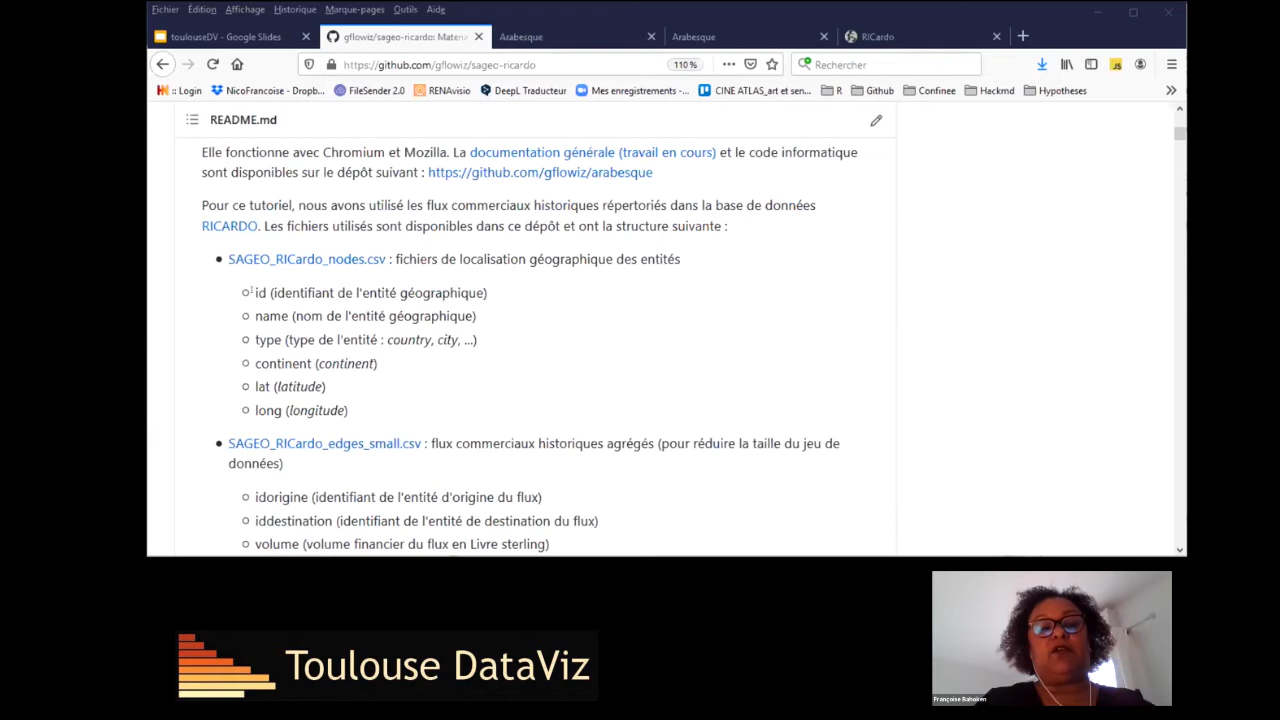 Fichier Édition Affichage Historique Marque-pages Outils Aide
toulouseDV - Google Slides
gflowiz/sageo-ricardo: Materia
Arabesque
Arabesque
RICardo
https://github.com/gflowiz/sageo-ricardo
110 %
Rechercher
:: Login
NicoFrancoise - Dropb...
FileSender 2.0
RENAvisio
DeepL Traducteur
Mes enregistrements -...
CINE ATLAS_art et sen...
R
Github
Confinee
Hackmd
Hypotheses
README.md
Elle fonctionne avec Chromium et Mozilla. La documentation générale (travail en cours) et le code informatique
sont disponibles sur le dépôt suivant : https://github.com/gflowiz/arabesque
Pour ce tutoriel, nous avons utilisé les flux commerciaux historiques répertoriés dans la base de données
RICARDO. Les fichiers utilisés sont disponibles dans ce dépôt et ont la structure suivante :
SAGEO_RICardo_nodes.csv : fichiers de localisation géographique des entités
id (identifiant de l'entité géographique)
name (nom de l'entité géographique)
type (type de l'entité : country, city, ...)
continent (continent)
lat (latitude)
long (longitude)
SAGEO_RICardo_edges_small.csv : flux commerciaux historiques agrégés (pour réduire la taille du jeu de
données)
idorigine (identifiant de l'entité d'origine du flux)
iddestination (identifiant de l'entité de destination du flux)
volume (volume financier du flux en Livre sterling)
Toulouse DataViz
Françoise Bahoken